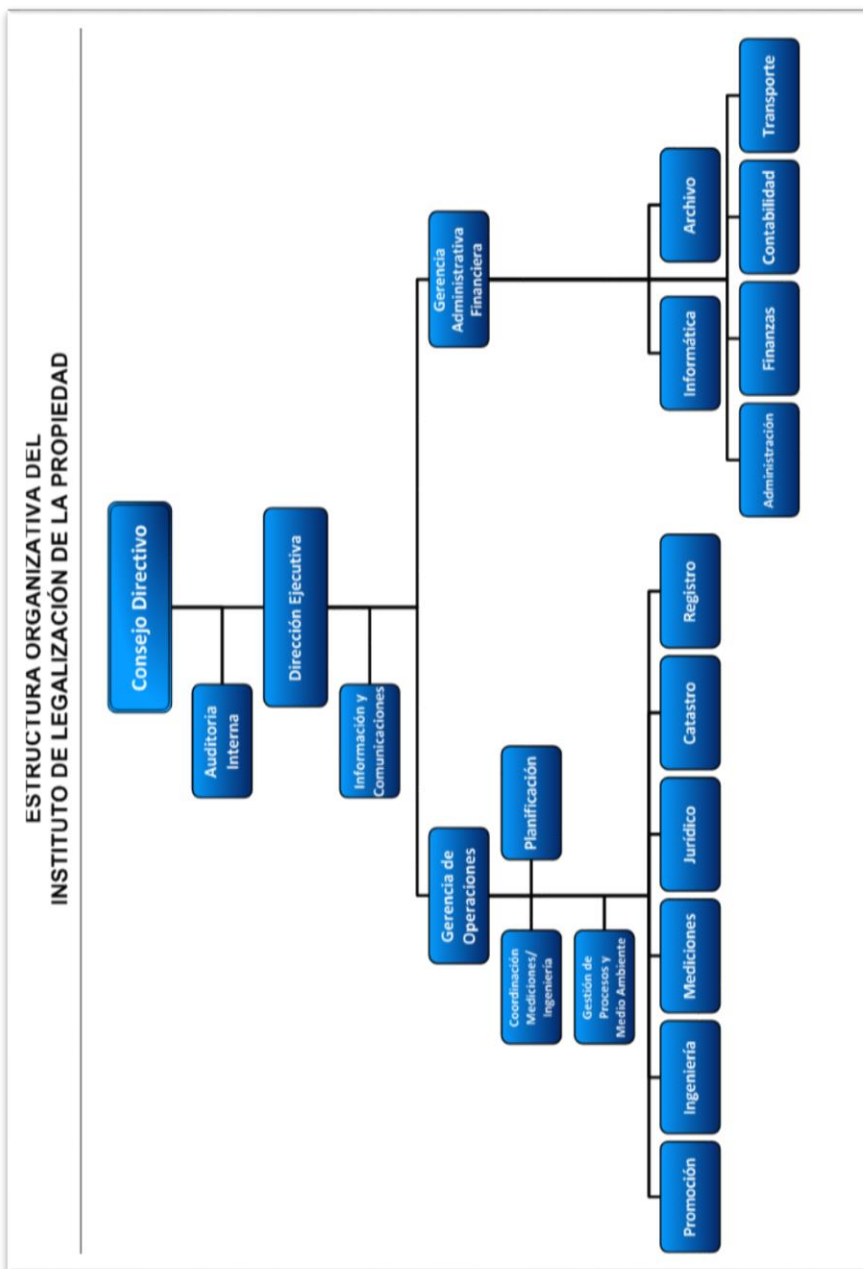 ESTRUCTURA ORGANIZATIVA DEL
INSTITUTO DE LEGALIZACIÓN DE LA PROPIEDAD
Consejo Directivo
Auditoria
Interna
Dirección Ejecutiva
Información y
Comunicaciones
Gerencia de
Operaciones
Gerencia
Administrativa
Financiera
Coordinación
Mediciones/
Ingeniería
Planificación
Gestión de
Procesos y
Medio Ambiente
Promoción
Ingeniería
Mediciones
Jurídico
Catastro
Registro
Informática
Archivo
Administración
Finanzas
Contabilidad
Transporte